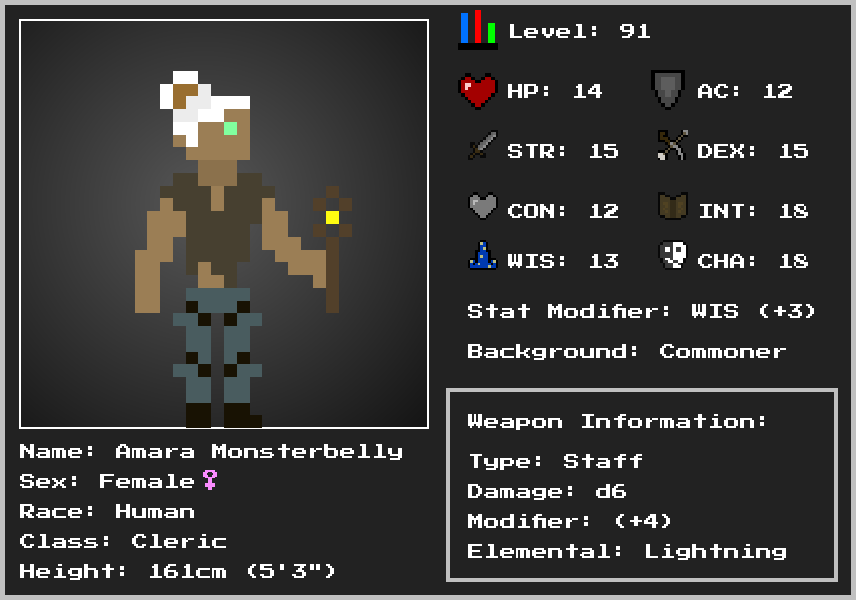 Level: 91
HP: 14 AC: 12
STR: 15 DEX: 15
CON: 12 INT: 18
WIS: 13 CHA: 18
Stat Modifier: WIS (+3)
Background: Commoner
Weapon Information:
Type: Staff
Damage: d6
Modifier: (+4)
Elemental: Lightning
Name: Amara Monsterbelly
Sex: Female♀
Race: Human
Class: Cleric
Height: 161cm (5'3")